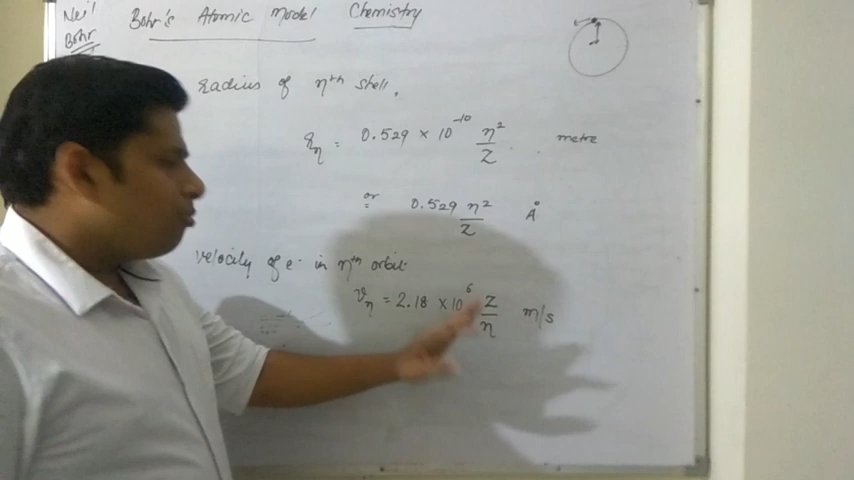 Neil
Bohr
Bohr's Atomic Model Chemistry
Radius of nth shell.
rn = 0.529 × 10^-10 n²/Z metre
or 0.529 n²/Z Å
Velocity of e- in nth orbit
vn = 2.18 × 10^6 Z/n m/s